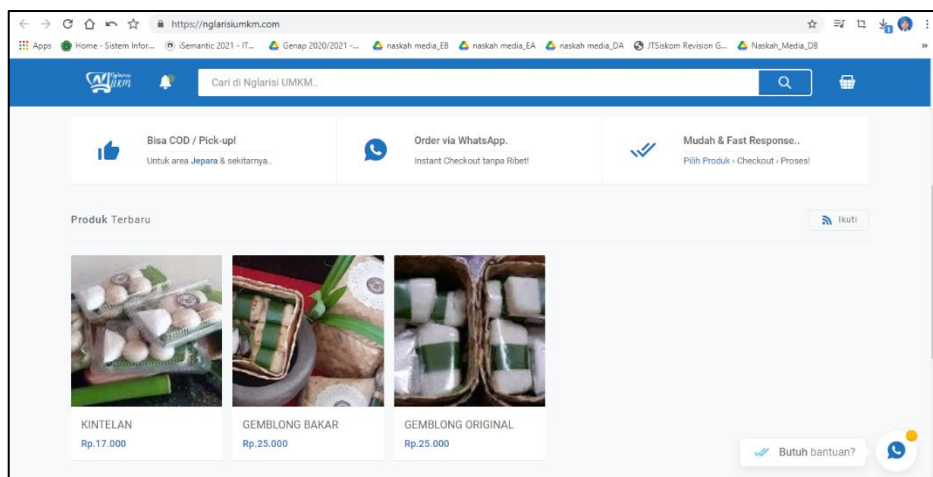 https://nglarisiumkm.com
Apps Home - Sistem Infor... iSemantic 2021 - IT... Genap 2020/2021 -... naskah media_EB naskah media_EA naskah media_DA JTSiskom Revision G... Naskah_Media_DB »
Nglarisi
Umkm
Cari di Nglarisi UMKM..
Bisa COD / Pick-up!
Untuk area Jepara & sekitarnya..
Order via WhatsApp.
Instant Checkout tanpa Ribet!
Mudah & Fast Response..
Pilih Produk › Checkout › Proses!
Produk Terbaru
Ikuti
KINTELAN
Rp.17.000
GEMBLONG BAKAR
Rp.25.000
GEMBLONG ORIGINAL
Rp.25.000
Butuh bantuan?